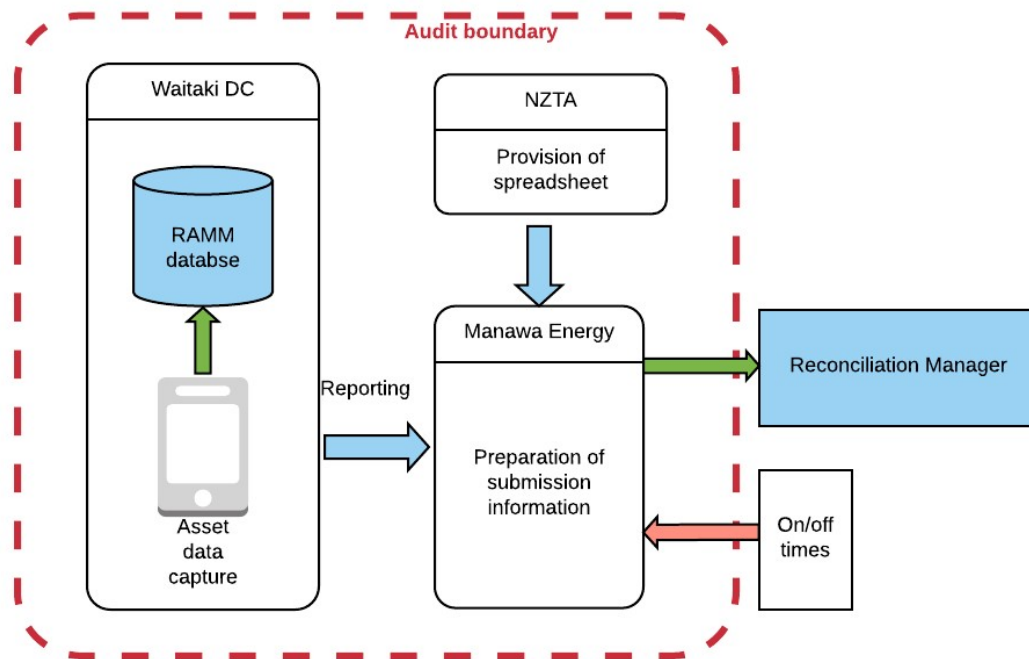 Audit boundary
Waitaki DC
RAMM
databse
Asset
data
capture
Reporting
NZTA
Provision of
spreadsheet
Manawa Energy
Preparation of
submission
information
Reconciliation Manager
On/off
times